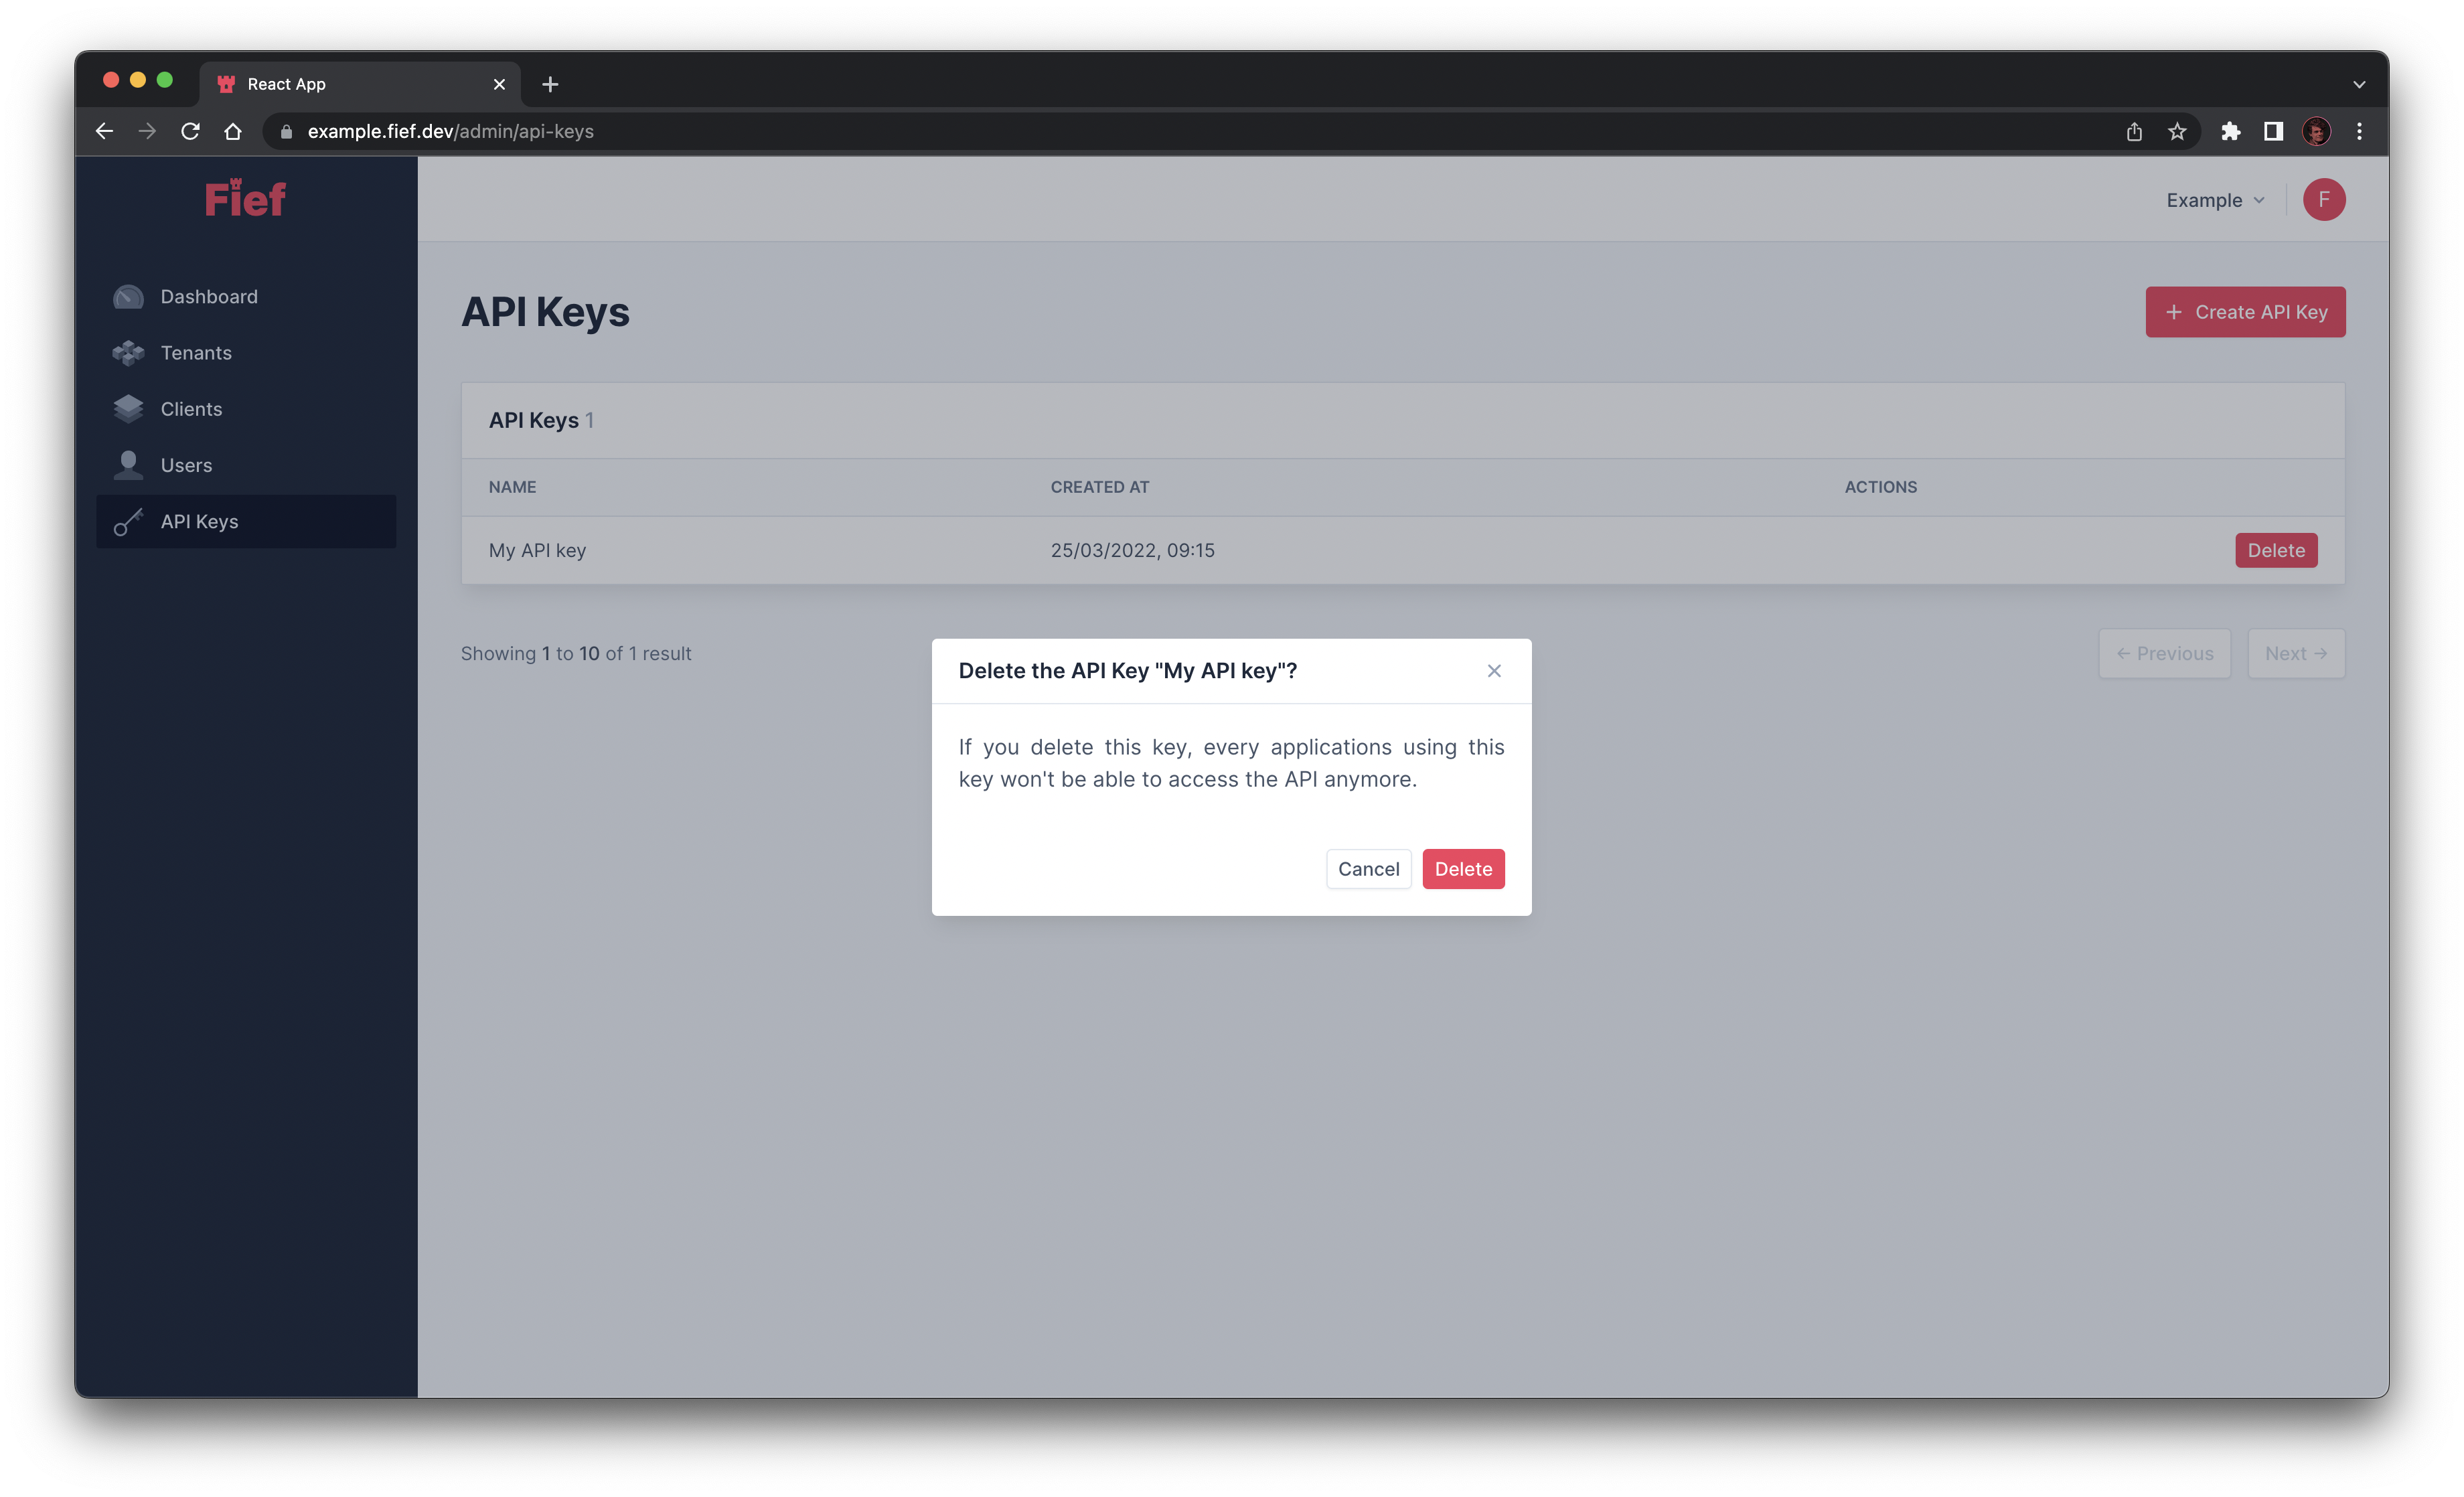 React App
example.fief.dev/admin/api-keys
Fief
Example
F
Dashboard
Tenants
Clients
Users
API Keys
API Keys
Create API Key
API Keys 1
NAME CREATED AT ACTIONS
My API key 25/03/2022, 09:15 Delete
Showing 1 to 10 of 1 result
← Previous
Next →
Delete the API Key "My API key"?
If you delete this key, every applications using this
key won't be able to access the API anymore.
Cancel
Delete